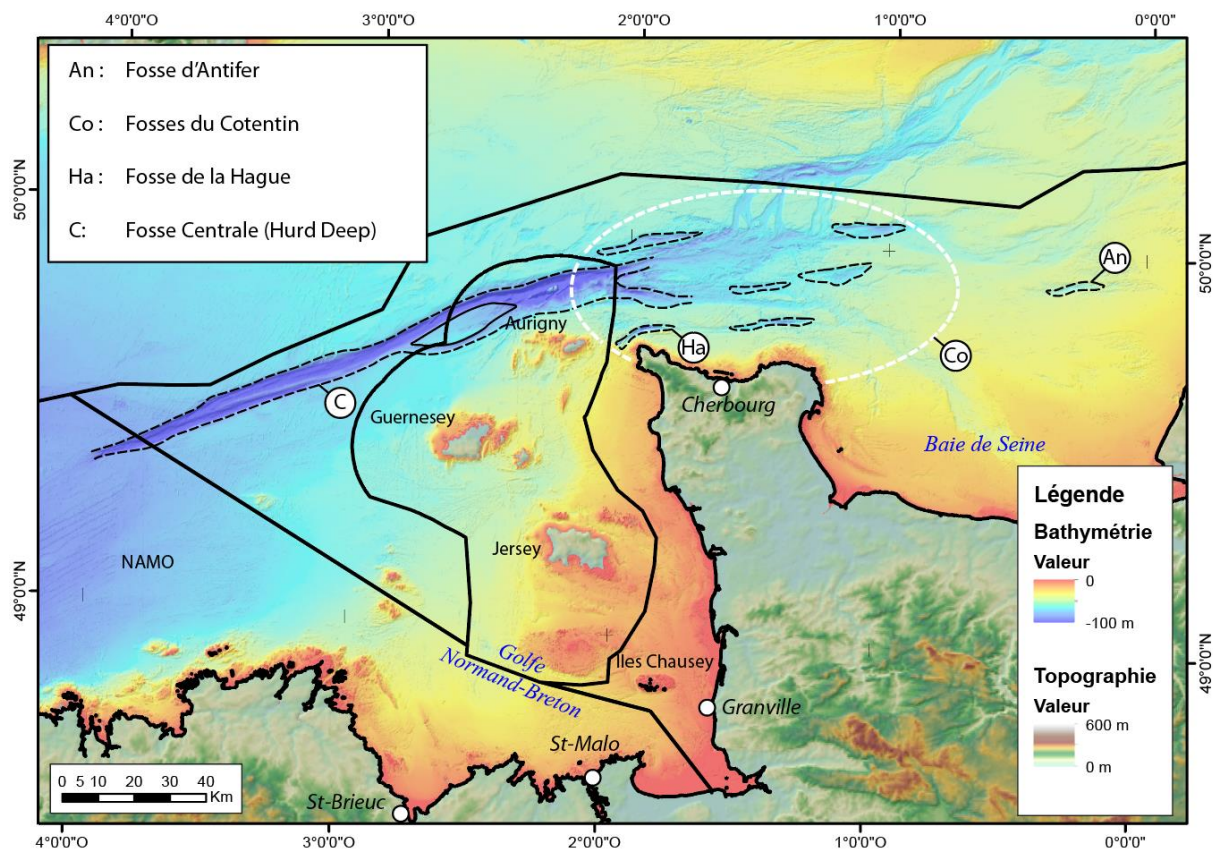 4°0'0"O 3°0'0"O 2°0'0"O 1°0'0"O 0°0'0"
An : Fosse d'Antifer
Co : Fosses du Cotentin
Ha : Fosse de la Hague
C: Fosse Centrale (Hurd Deep)
50°0'0"N
50°0'0"N
An
Aurigny
Ha
Co
C
Cherbourg
Guernesey
Baie de Seine
Jersey
NAMO
49°0'0"N
49°0'0"N
Golfe
Normand-Breton
Iles Chausey
Granville
St-Malo
St-Brieuc
Légende
Bathymétrie
Valeur
0
-100 m
Topographie
Valeur
600 m
0 m
0 5 10 20 30 40
Km
4°0'0"O 3°0'0"O 2°0'0"O 1°0'0"O 0°0'0"O